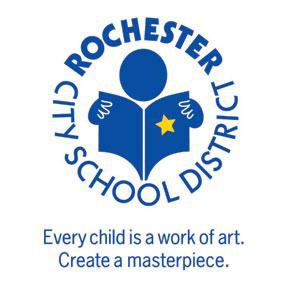 ROCHESTER
CITY SCHOOL DISTRICT
Every child is a work of art.
Create a masterpiece.